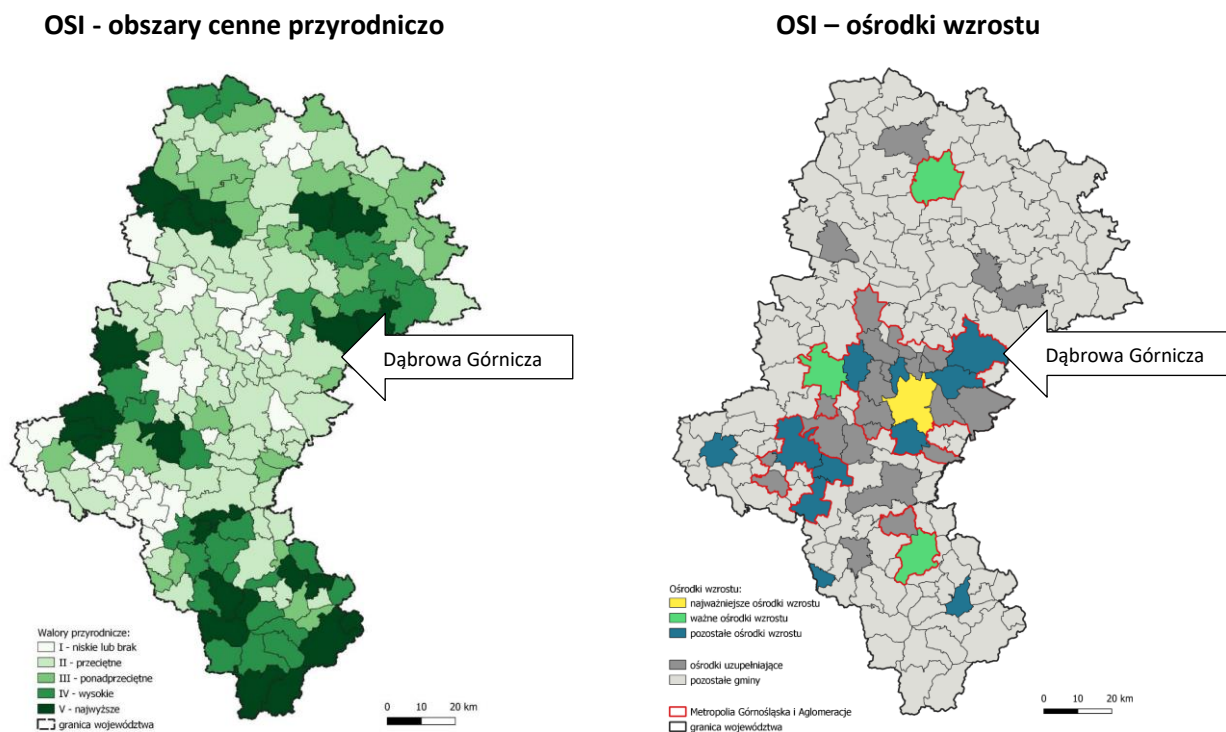 OSI - obszary cenne przyrodniczo
Dąbrowa Górnicza
Walory przyrodnicze:
I - niskie lub brak
II - przeciętne
III - ponadprzeciętne
IV - wysokie
V - najwyższe
granica województwa
0 10 20 km
OSI – ośrodki wzrostu
Dąbrowa Górnicza
Ośrodki wzrostu:
najważniejsze ośrodki wzrostu
ważne ośrodki wzrostu
pozostałe ośrodki wzrostu
ośrodki uzupełniające
pozostałe gminy
Metropolia Górnośląska i Aglomeracje
granica województwa
0 10 20 km